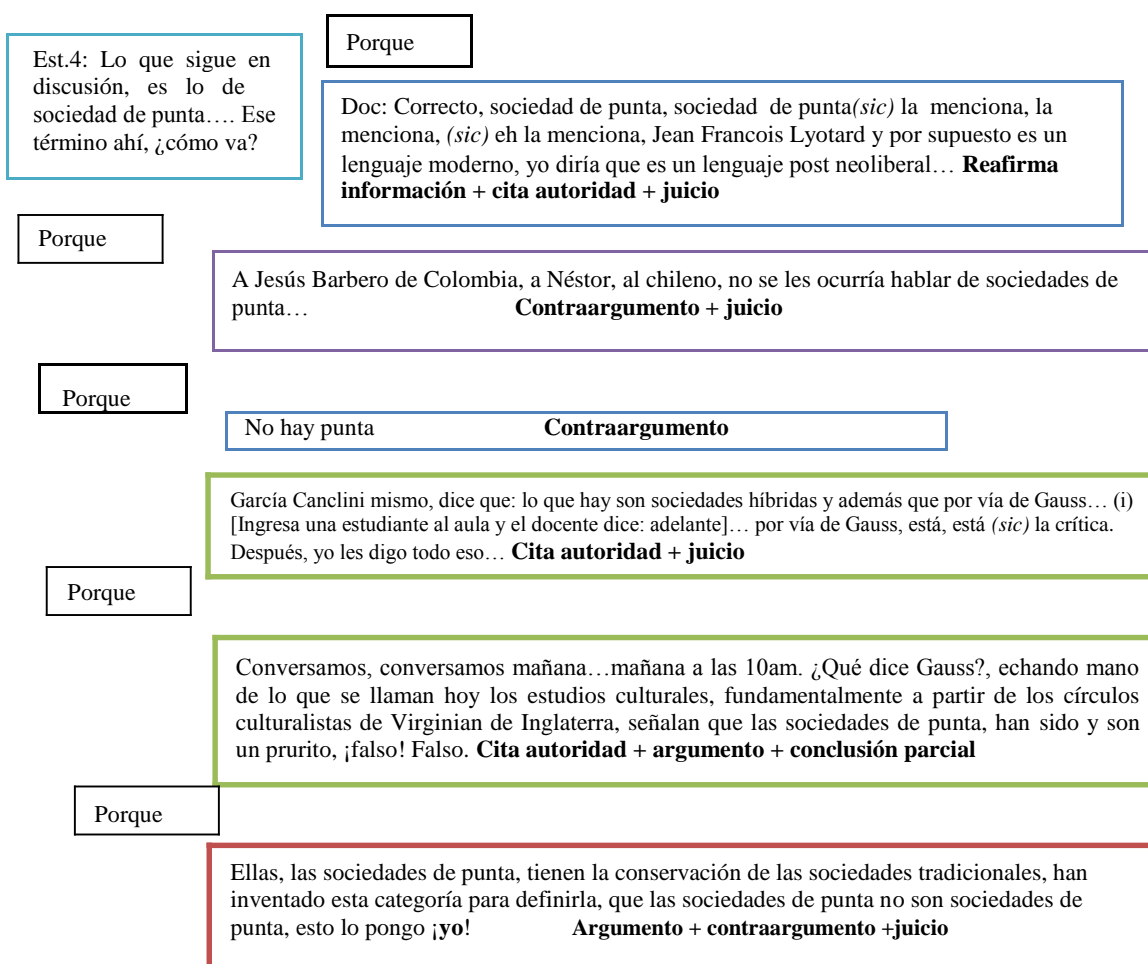 Porque
Est.4: Lo que sigue en
discusión, es lo de
sociedad de punta…. Ese
término ahí, ¿cómo va?
Doc: Correcto, sociedad de punta, sociedad de punta(sic) la menciona, la
menciona, (sic) eh la menciona, Jean Francois Lyotard y por supuesto es un
lenguaje moderno, yo diría que es un lenguaje post neoliberal… Reafirma
información + cita autoridad + juicio
Porque
A Jesús Barbero de Colombia, a Néstor, al chileno, no se les ocurría hablar de sociedades de
punta… Contraargumento + juicio
Porque
No hay punta Contraargumento
García Canclini mismo, dice que: lo que hay son sociedades híbridas y además que por vía de Gauss… (i)
[Ingresa una estudiante al aula y el docente dice: adelante]… por vía de Gauss, está, está (sic) la crítica.
Después, yo les digo todo eso… Cita autoridad + juicio
Porque
Conversamos, conversamos mañana…mañana a las 10am. ¿Qué dice Gauss?, echando mano
de lo que se llaman hoy los estudios culturales, fundamentalmente a partir de los círculos
culturalistas de Virginian de Inglaterra, señalan que las sociedades de punta, han sido y son
un prurito, ¡falso! Falso. Cita autoridad + argumento + conclusión parcial
Porque
Ellas, las sociedades de punta, tienen la conservación de las sociedades tradicionales, han
inventado esta categoría para definirla, que las sociedades de punta no son sociedades de
punta, esto lo pongo ¡yo! Argumento + contraargumento +juicio